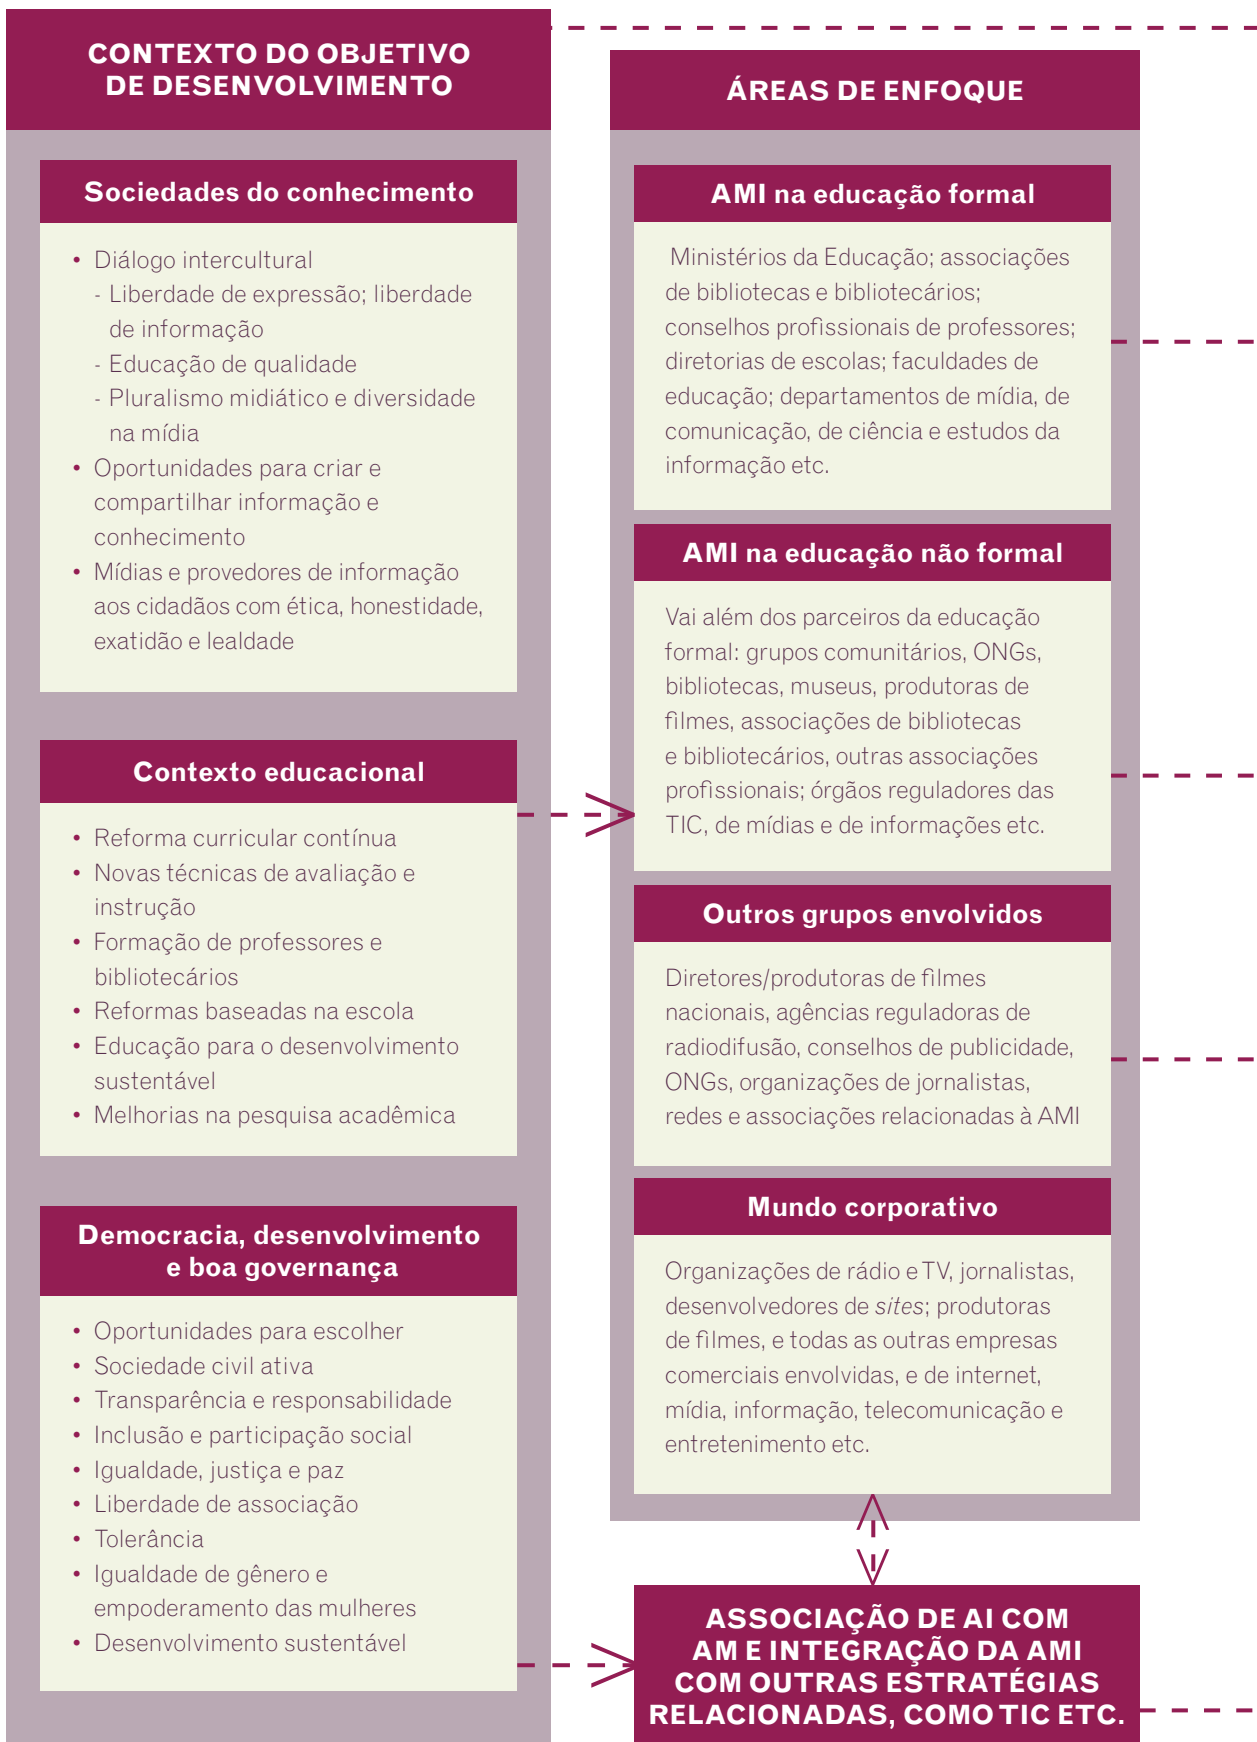 CONTEXTO DO OBJETIVO
DE DESENVOLVIMENTO
Sociedades do conhecimento
• Diálogo intercultural
- Liberdade de expressão; liberdade
de informação
- Educação de qualidade
- Pluralismo midiático e diversidade
na mídia
• Oportunidades para criar e
compartilhar informação e
conhecimento
• Mídias e provedores de informação
aos cidadãos com ética, honestidade,
exatidão e lealdade
Contexto educacional
• Reforma curricular contínua
• Novas técnicas de avaliação e
instrução
• Formação de professores e
bibliotecários
• Reformas baseadas na escola
• Educação para o desenvolvimento
sustentável
• Melhorias na pesquisa acadêmica
Democracia, desenvolvimento
e boa governança
• Oportunidades para escolher
• Sociedade civil ativa
• Transparência e responsabilidade
• Inclusão e participação social
• Igualdade, justiça e paz
• Liberdade de associação
• Tolerância
• Igualdade de gênero e
empoderamento das mulheres
• Desenvolvimento sustentável
ÁREAS DE ENFOQUE
AMI na educação formal
Ministérios da Educação; associações
de bibliotecas e bibliotecários;
conselhos profissionais de professores;
diretorias de escolas; faculdades de
educação; departamentos de mídia, de
comunicação, de ciência e estudos da
informação etc.
AMI na educação não formal
Vai além dos parceiros da educação
formal: grupos comunitários, ONGs,
bibliotecas, museus, produtoras de
filmes, associações de bibliotecas
e bibliotecários, outras associações
profissionais; órgãos reguladores das
TIC, de mídias e de informações etc.
Outros grupos envolvidos
Diretores/produtoras de filmes
nacionais, agências reguladoras de
radiodifusão, conselhos de publicidade,
ONGs, organizações de jornalistas,
redes e associações relacionadas à AMI
Mundo corporativo
Organizações de rádio e TV, jornalistas,
desenvolvedores de sites; produtoras
de filmes, e todas as outras empresas
comerciais envolvidas, e de internet,
mídia, informação, telecomunicação e
entretenimento etc.
ASSOCIAÇÃO DE AI COM
AM E INTEGRAÇÃO DA AMI
COM OUTRAS ESTRATÉGIAS
RELACIONADAS, COMO TIC ETC.